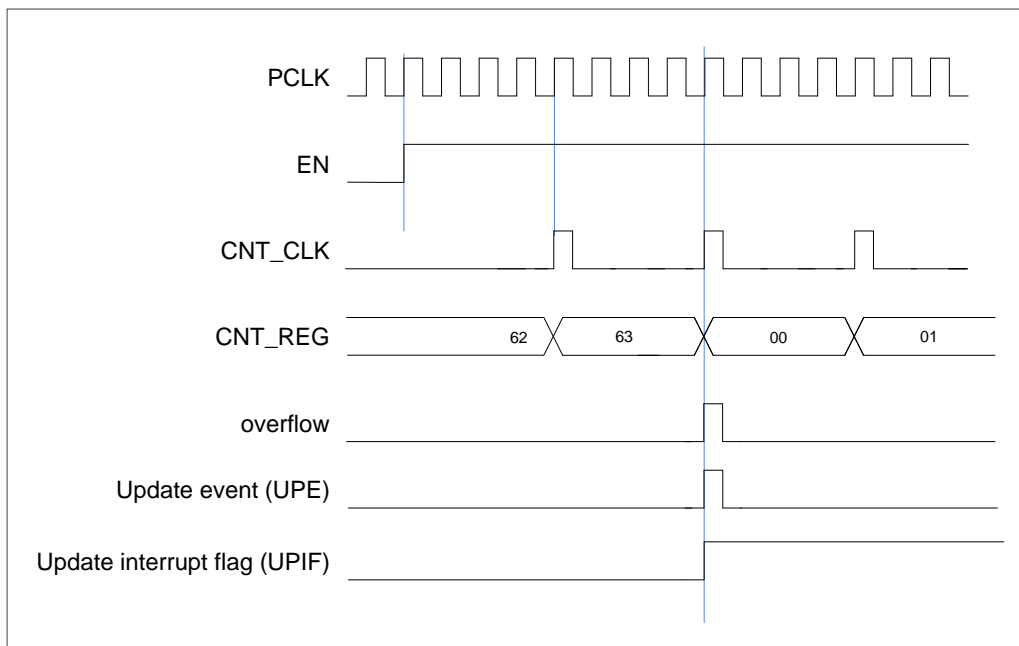 PCLK
EN
CNT_CLK
CNT_REG
62
63
00
01
overflow
Update event (UPE)
Update interrupt flag (UPIF)